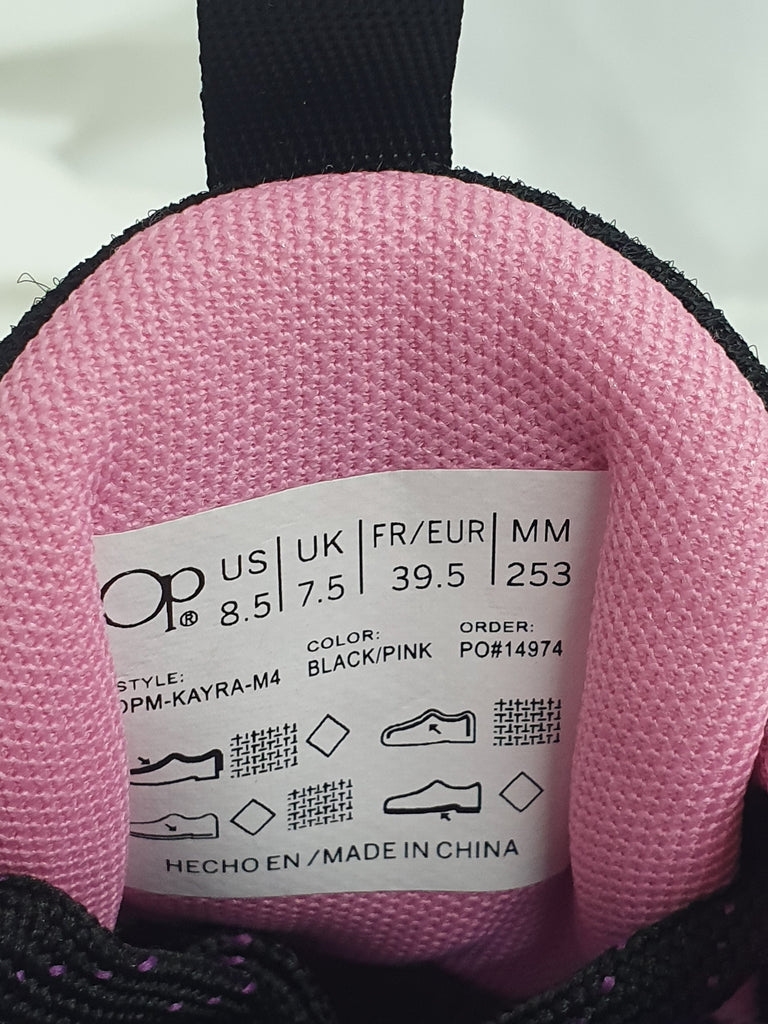 Op® US 8.5 | UK 7.5 | FR/EUR 39.5 | MM 253
STYLE:
OPM-KAYRA-M4
COLOR:
BLACK/PINK
ORDER:
PO#14974
HECHO EN / MADE IN CHINA